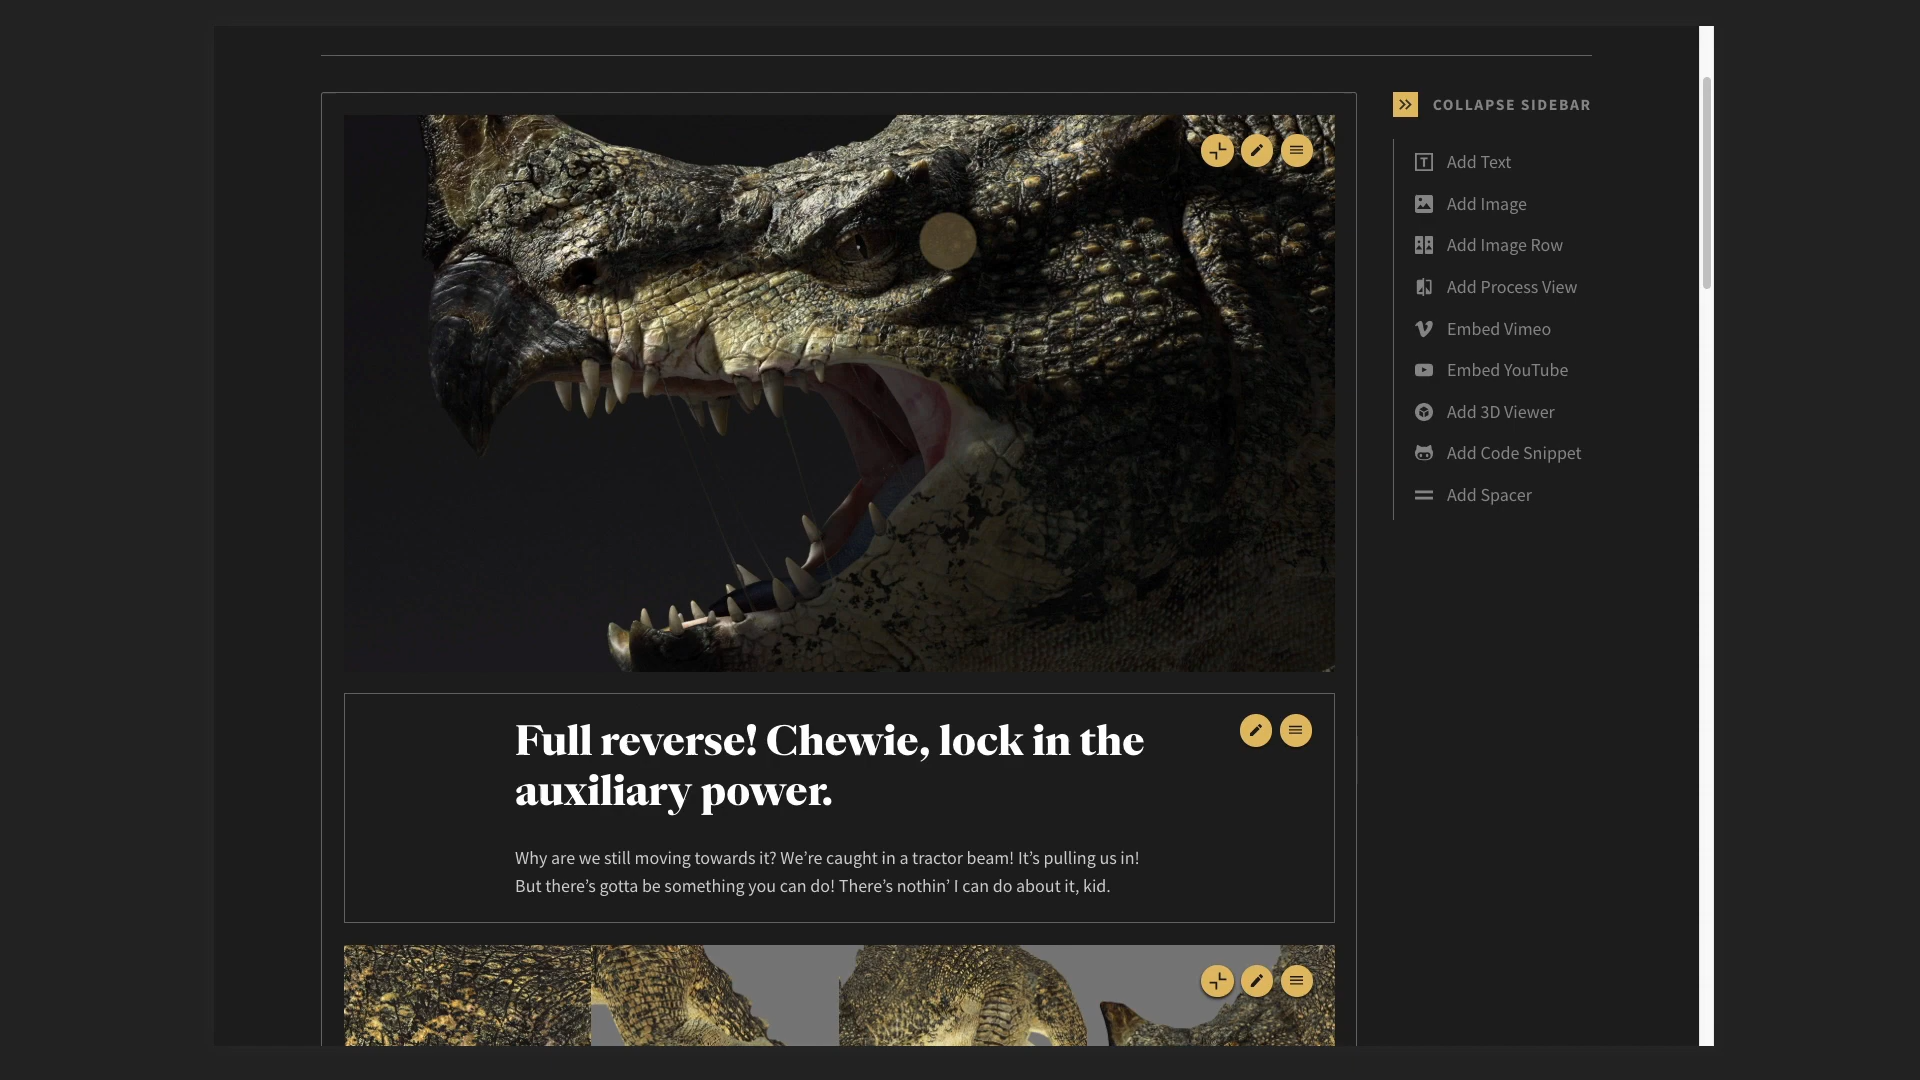 COLLAPSE SIDEBAR
Add Text
Add Image
Add Image Row
Add Process View
Embed Vimeo
Embed YouTube
Add 3D Viewer
Add Code Snippet
Add Spacer
Full reverse! Chewie, lock in the
auxiliary power.
Why are we still moving towards it? We’re caught in a tractor beam! It’s pulling us in!
But there’s gotta be something you can do! There’s nothin’ I can do about it, kid.